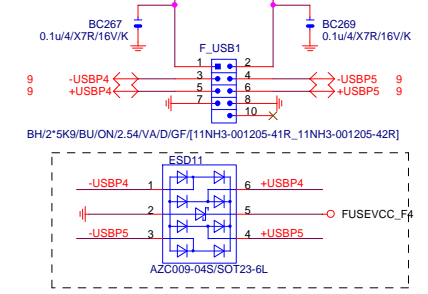 BC267
0.1u/4/X7R/16V/K
BC269
0.1u/4/X7R/16V/K
F_USB1
1 2
9 -USBP4 3 4 -USBP5 9
9 +USBP4 5 6 +USBP5 9
7 8
10
BH/2*5K9/BU/ON/2.54/VA/D/GF/[11NH3-001205-41R_11NH3-001205-42R]
ESD11
-USBP4 1 6 +USBP4
2 5 FUSEVCC_F4
-USBP5 3 4 +USBP5
AZC009-04S/SOT23-6L